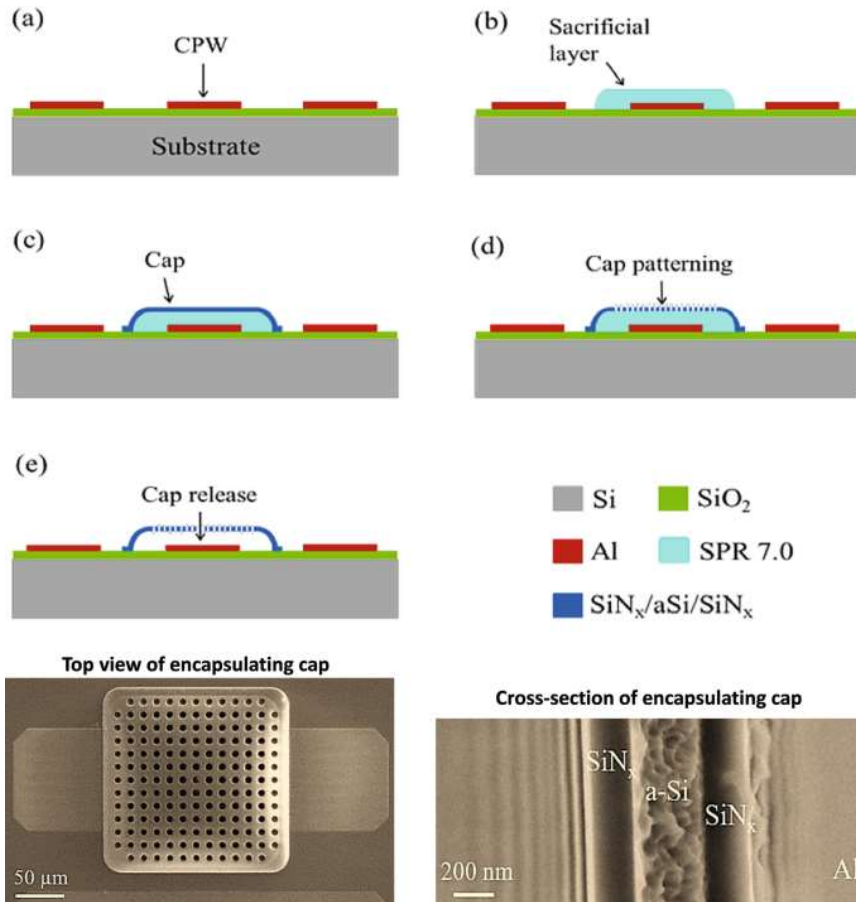 (a)
CPW
Substrate
(b)
Sacrificial
layer
(c)
Cap
(d)
Cap patterning
(e)
Cap release
Si
SiO₂
Al
SPR 7.0
SiNₓ/aSi/SiNₓ
Top view of encapsulating cap
50 μm
Cross-section of encapsulating cap
SiNₓ
a-Si
SiNₓ
Al
200 nm